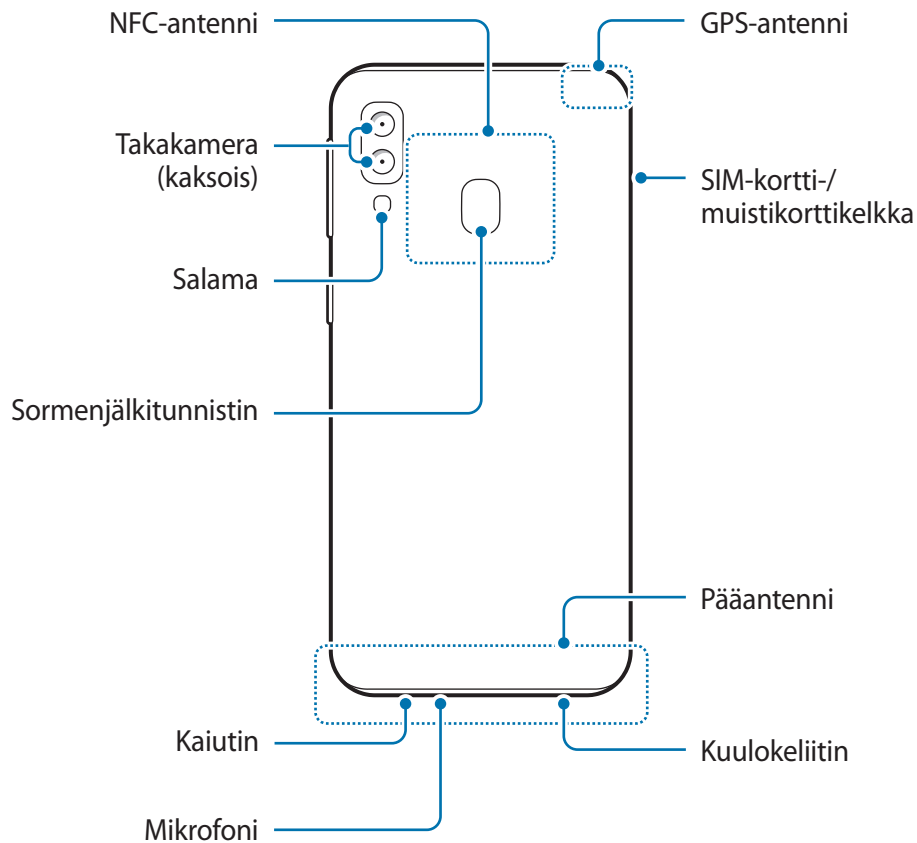 NFC-antenni
GPS-antenni
Takakamera
(kaksois)
SIM-kortti-/
muistikorttikelkka
Salama
Sormenjälkitunnistin
Pääantenni
Kaiutin
Kuulokeliitin
Mikrofoni